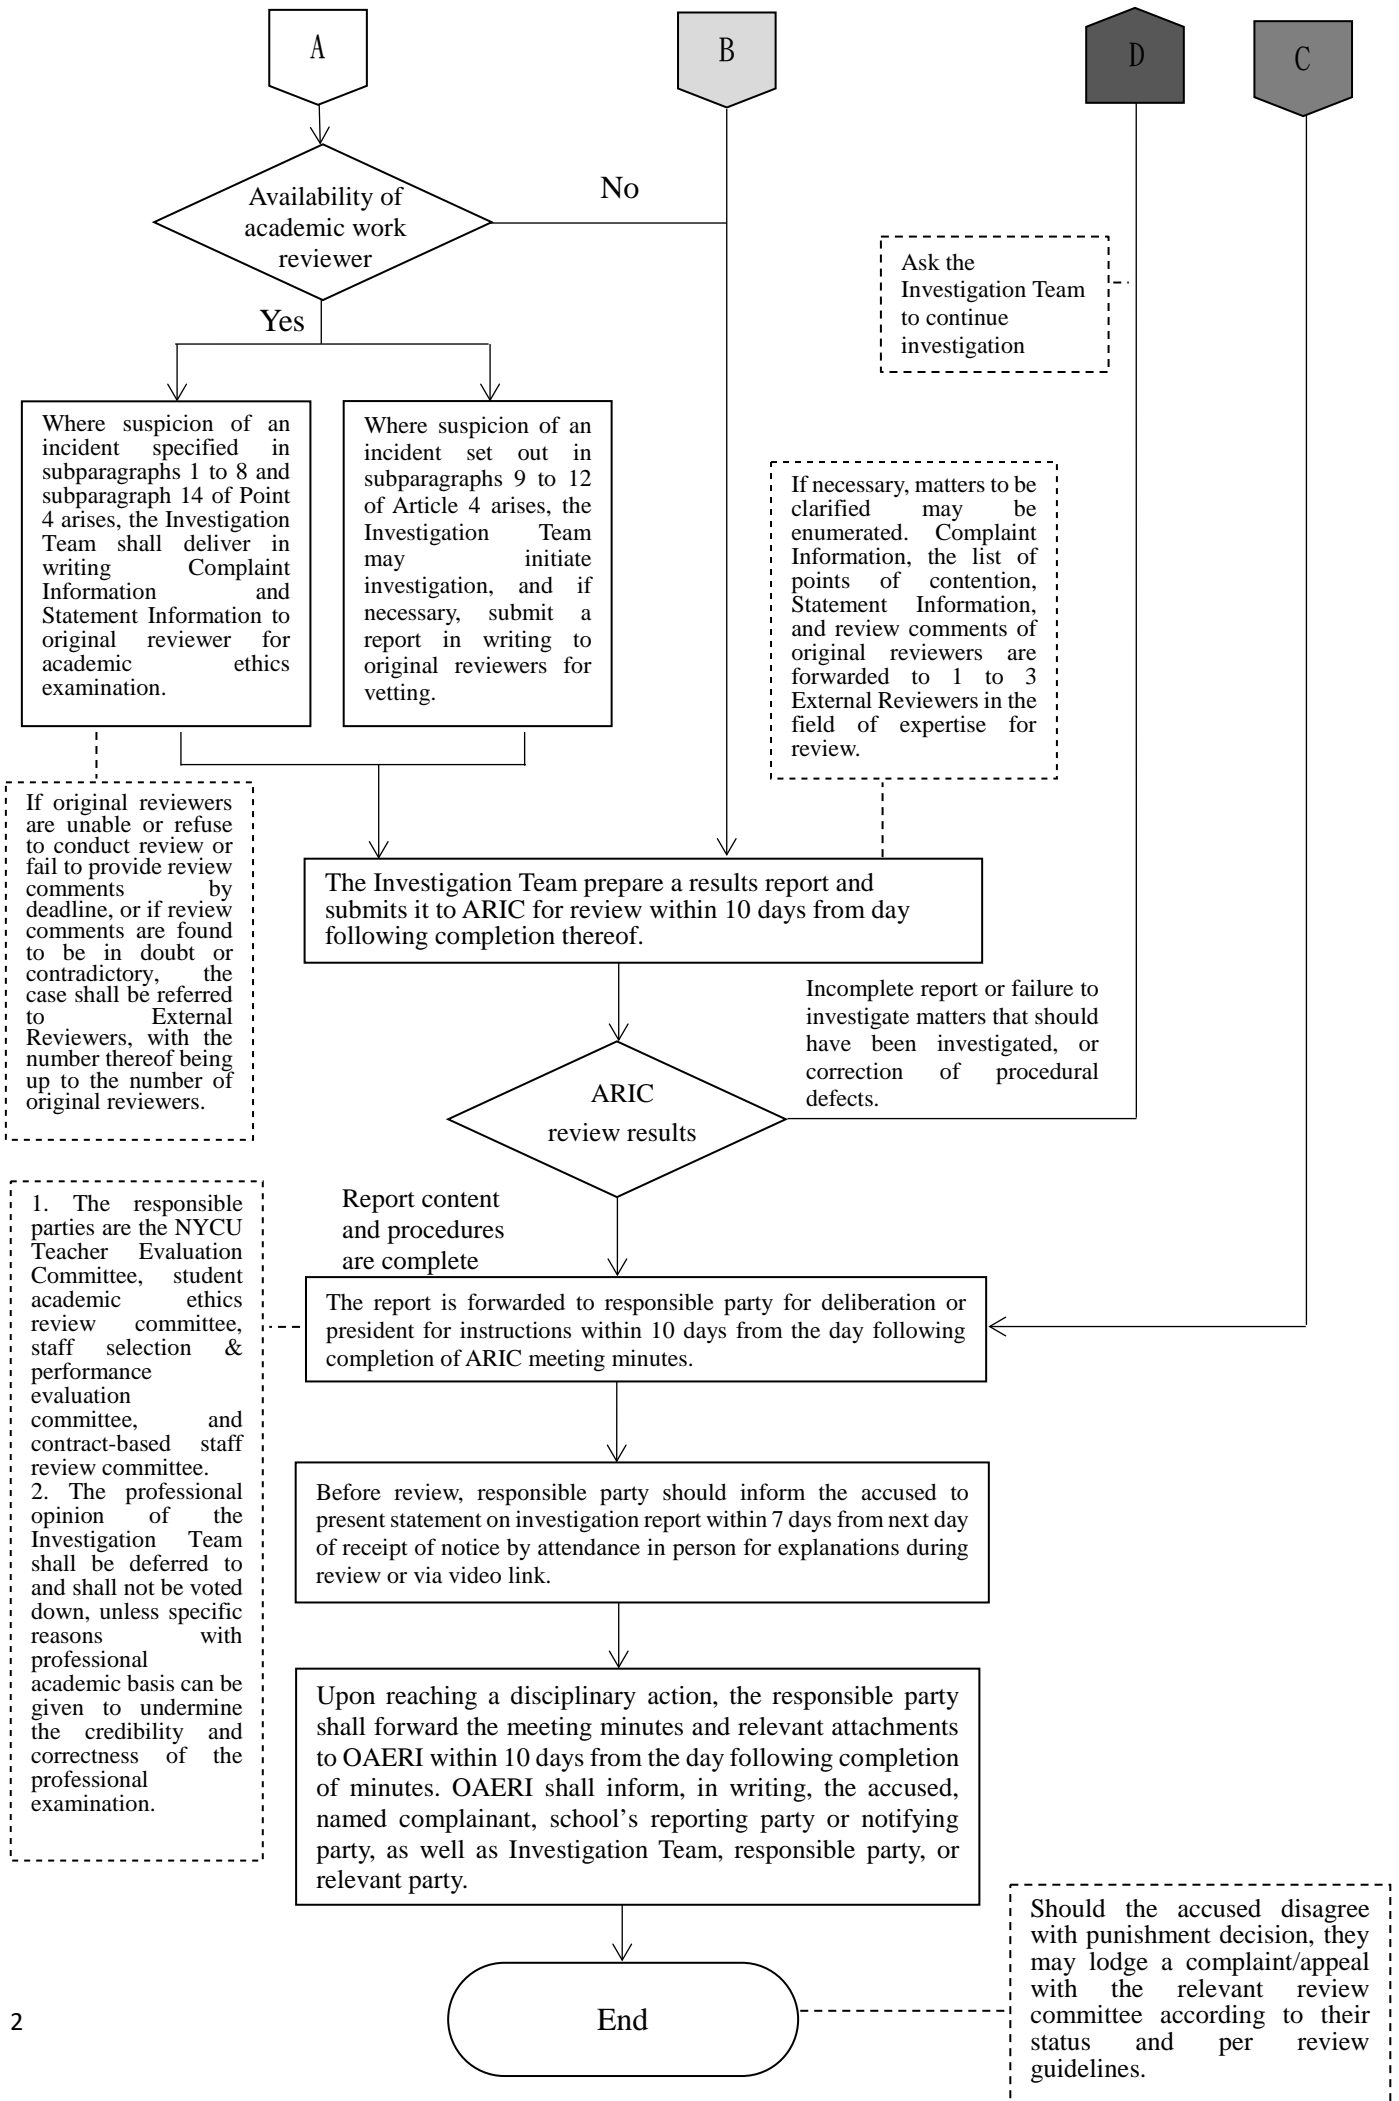 A
B
D
C
Availability of
academic work
reviewer
No
Yes
Ask the
Investigation Team
to continue
investigation
Where suspicion of an
incident specified in
subparagraphs 1 to 8 and
subparagraph 14 of Point
4 arises, the Investigation
Team shall deliver in
writing Complaint
Information and
Statement Information to
original reviewer for
academic ethics
examination.
Where suspicion of an
incident set out in
subparagraphs 9 to 12
of Article 4 arises, the
Investigation Team
may initiate
investigation, and if
necessary, submit a
report in writing to
original reviewers for
vetting.
If necessary, matters to be
clarified may be
enumerated. Complaint
Information, the list of
points of contention,
Statement Information,
and review comments of
original reviewers are
forwarded to 1 to 3
External Reviewers in the
field of expertise for
review.
If original reviewers
are unable or refuse
to conduct review or
fail to provide review
comments by
deadline, or if review
comments are found
to be in doubt or
contradictory, the
case shall be referred
to External
Reviewers, with the
number thereof being
up to the number of
original reviewers.
The Investigation Team prepare a results report and
submits it to ARIC for review within 10 days from day
following completion thereof.
Incomplete report or failure to
investigate matters that should
have been investigated, or
correction of procedural
defects.
ARIC
review results
Report content
and procedures
are complete
1. The responsible
parties are the NYCU
Teacher Evaluation
Committee, student
academic ethics
review committee,
staff selection &
performance
evaluation
committee, and
contract-based staff
review committee.
2. The professional
opinion of the
Investigation Team
shall be deferred to
and shall not be voted
down, unless specific
reasons with
professional
academic basis can be
given to undermine
the credibility and
correctness of the
professional
examination.
The report is forwarded to responsible party for deliberation or
president for instructions within 10 days from the day following
completion of ARIC meeting minutes.
Before review, responsible party should inform the accused to
present statement on investigation report within 7 days from next day
of receipt of notice by attendance in person for explanations during
review or via video link.
Upon reaching a disciplinary action, the responsible party
shall forward the meeting minutes and relevant attachments
to OAERI within 10 days from the day following completion
of minutes. OAERI shall inform, in writing, the accused,
named complainant, school's reporting party or notifying
party, as well as Investigation Team, responsible party, or
relevant party.
End
Should the accused disagree
with punishment decision, they
may lodge a complaint/appeal
with the relevant review
committee according to their
status and per review
guidelines.
2